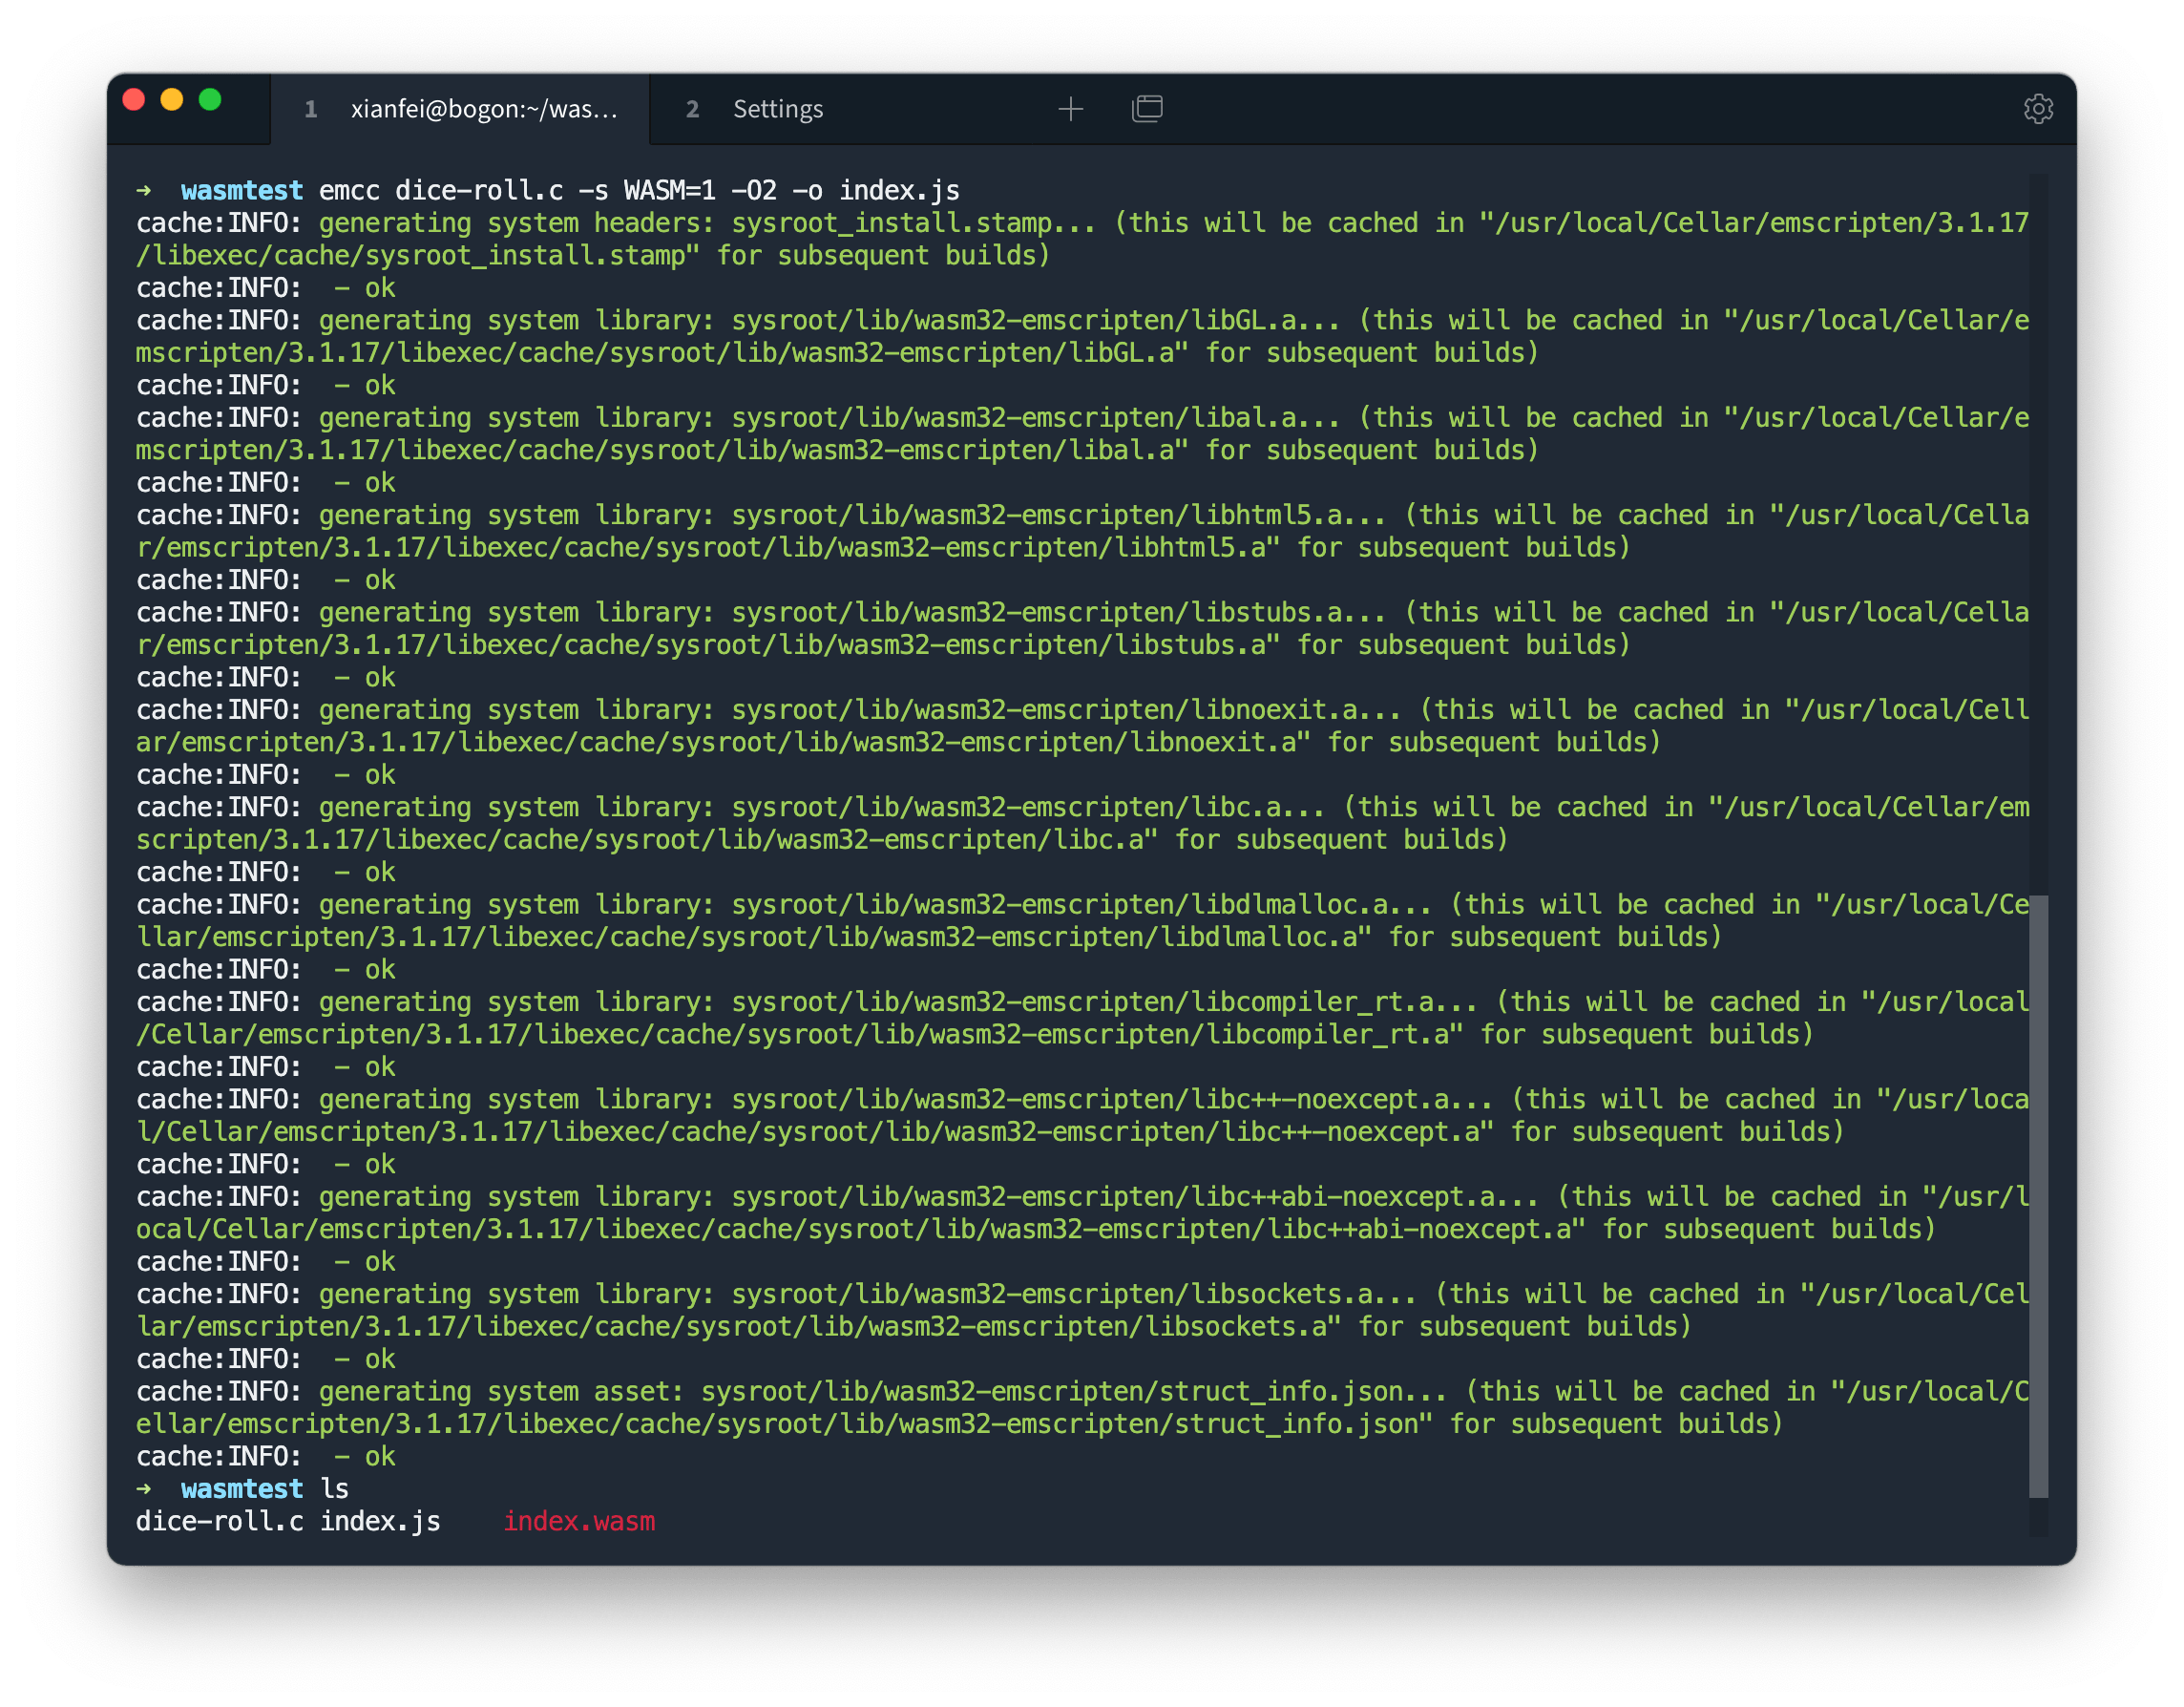 1 xianfei@bogon:~/was... 2 Settings
→ wasmtest emcc dice-roll.c -s WASM=1 -O2 -o index.js
cache:INFO: generating system headers: sysroot_install.stamp... (this will be cached in "/usr/local/Cellar/emscripten/3.1.17
/libexec/cache/sysroot_install.stamp" for subsequent builds)
cache:INFO:  - ok
cache:INFO: generating system library: sysroot/lib/wasm32-emscripten/libGL.a... (this will be cached in "/usr/local/Cellar/e
mscripten/3.1.17/libexec/cache/sysroot/lib/wasm32-emscripten/libGL.a" for subsequent builds)
cache:INFO:  - ok
cache:INFO: generating system library: sysroot/lib/wasm32-emscripten/libal.a... (this will be cached in "/usr/local/Cellar/e
mscripten/3.1.17/libexec/cache/sysroot/lib/wasm32-emscripten/libal.a" for subsequent builds)
cache:INFO:  - ok
cache:INFO: generating system library: sysroot/lib/wasm32-emscripten/libhtml5.a... (this will be cached in "/usr/local/Cella
r/emscripten/3.1.17/libexec/cache/sysroot/lib/wasm32-emscripten/libhtml5.a" for subsequent builds)
cache:INFO:  - ok
cache:INFO: generating system library: sysroot/lib/wasm32-emscripten/libstubs.a... (this will be cached in "/usr/local/Cella
r/emscripten/3.1.17/libexec/cache/sysroot/lib/wasm32-emscripten/libstubs.a" for subsequent builds)
cache:INFO:  - ok
cache:INFO: generating system library: sysroot/lib/wasm32-emscripten/libnoexit.a... (this will be cached in "/usr/local/Cell
ar/emscripten/3.1.17/libexec/cache/sysroot/lib/wasm32-emscripten/libnoexit.a" for subsequent builds)
cache:INFO:  - ok
cache:INFO: generating system library: sysroot/lib/wasm32-emscripten/libc.a... (this will be cached in "/usr/local/Cellar/em
scripten/3.1.17/libexec/cache/sysroot/lib/wasm32-emscripten/libc.a" for subsequent builds)
cache:INFO:  - ok
cache:INFO: generating system library: sysroot/lib/wasm32-emscripten/libdlmalloc.a... (this will be cached in "/usr/local/Ce
llar/emscripten/3.1.17/libexec/cache/sysroot/lib/wasm32-emscripten/libdlmalloc.a" for subsequent builds)
cache:INFO:  - ok
cache:INFO: generating system library: sysroot/lib/wasm32-emscripten/libcompiler_rt.a... (this will be cached in "/usr/local
/Cellar/emscripten/3.1.17/libexec/cache/sysroot/lib/wasm32-emscripten/libcompiler_rt.a" for subsequent builds)
cache:INFO:  - ok
cache:INFO: generating system library: sysroot/lib/wasm32-emscripten/libc++-noexcept.a... (this will be cached in "/usr/loca
l/Cellar/emscripten/3.1.17/libexec/cache/sysroot/lib/wasm32-emscripten/libc++-noexcept.a" for subsequent builds)
cache:INFO:  - ok
cache:INFO: generating system library: sysroot/lib/wasm32-emscripten/libc++abi-noexcept.a... (this will be cached in "/usr/l
ocal/Cellar/emscripten/3.1.17/libexec/cache/sysroot/lib/wasm32-emscripten/libc++abi-noexcept.a" for subsequent builds)
cache:INFO:  - ok
cache:INFO: generating system library: sysroot/lib/wasm32-emscripten/libsockets.a... (this will be cached in "/usr/local/Cel
lar/emscripten/3.1.17/libexec/cache/sysroot/lib/wasm32-emscripten/libsockets.a" for subsequent builds)
cache:INFO:  - ok
cache:INFO: generating system asset: sysroot/lib/wasm32-emscripten/struct_info.json... (this will be cached in "/usr/local/C
ellar/emscripten/3.1.17/libexec/cache/sysroot/lib/wasm32-emscripten/struct_info.json" for subsequent builds)
cache:INFO:  - ok
→ wasmtest ls
dice-roll.c index.js    index.wasm